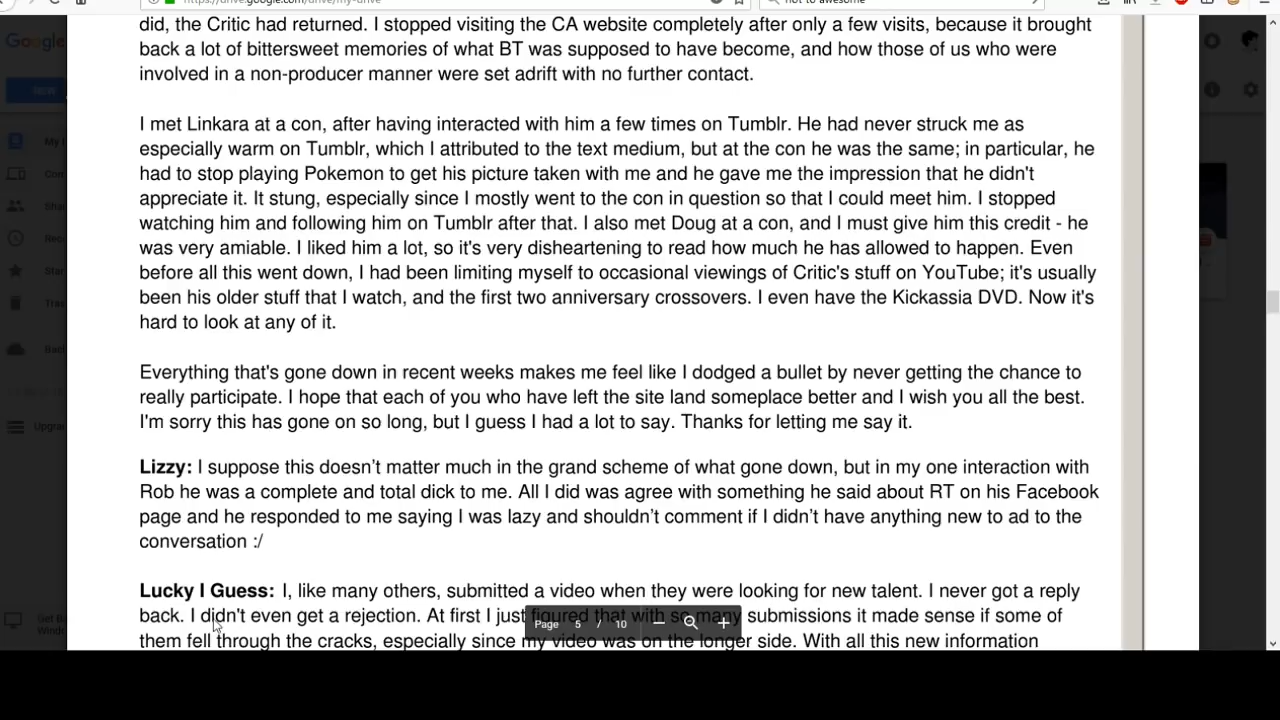 https://drive.google.com/drive/my-drive
not to awesome
Google
NEW
did, the Critic had returned. I stopped visiting the CA website completely after only a few visits, because it brought
back a lot of bittersweet memories of what BT was supposed to have become, and how those of us who were
involved in a non-producer manner were set adrift with no further contact.
I met Linkara at a con, after having interacted with him a few times on Tumblr. He had never struck me as
especially warm on Tumblr, which I attributed to the text medium, but at the con he was the same; in particular, he
had to stop playing Pokemon to get his picture taken with me and he gave me the impression that he didn't
appreciate it. It stung, especially since I mostly went to the con in question so that I could meet him. I stopped
watching him and following him on Tumblr after that. I also met Doug at a con, and I must give him this credit - he
was very amiable. I liked him a lot, so it's very disheartening to read how much he has allowed to happen. Even
before all this went down, I had been limiting myself to occasional viewings of Critic's stuff on YouTube; it's usually
been his older stuff that I watch, and the first two anniversary crossovers. I even have the Kickassia DVD. Now it's
hard to look at any of it.
Everything that's gone down in recent weeks makes me feel like I dodged a bullet by never getting the chance to
really participate. I hope that each of you who have left the site land someplace better and I wish you all the best.
I'm sorry this has gone on so long, but I guess I had a lot to say. Thanks for letting me say it.
Lizzy: I suppose this doesn’t matter much in the grand scheme of what gone down, but in my one interaction with
Rob he was a complete and total dick to me. All I did was agree with something he said about RT on his Facebook
page and he responded to me saying I was lazy and shouldn’t comment if I didn’t have anything new to ad to the
conversation :/
Lucky I Guess: I, like many others, submitted a video when they were looking for new talent. I never got a reply
back. I didn't even get a rejection. At first I just figured that with so many submissions it made sense if some of
them fell through the cracks, especially since my video was on the longer side. With all this new information
Page 5 / 10